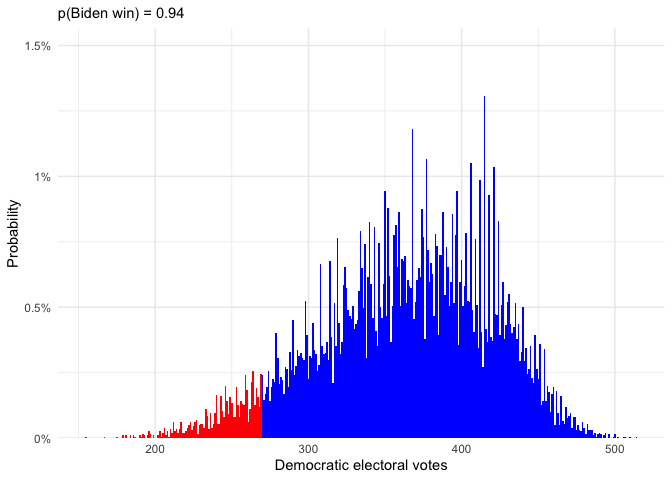 p(Biden win) = 0.94
1.5%
1%
0.5%
0%
Probability
200
300
400
500
Democratic electoral votes